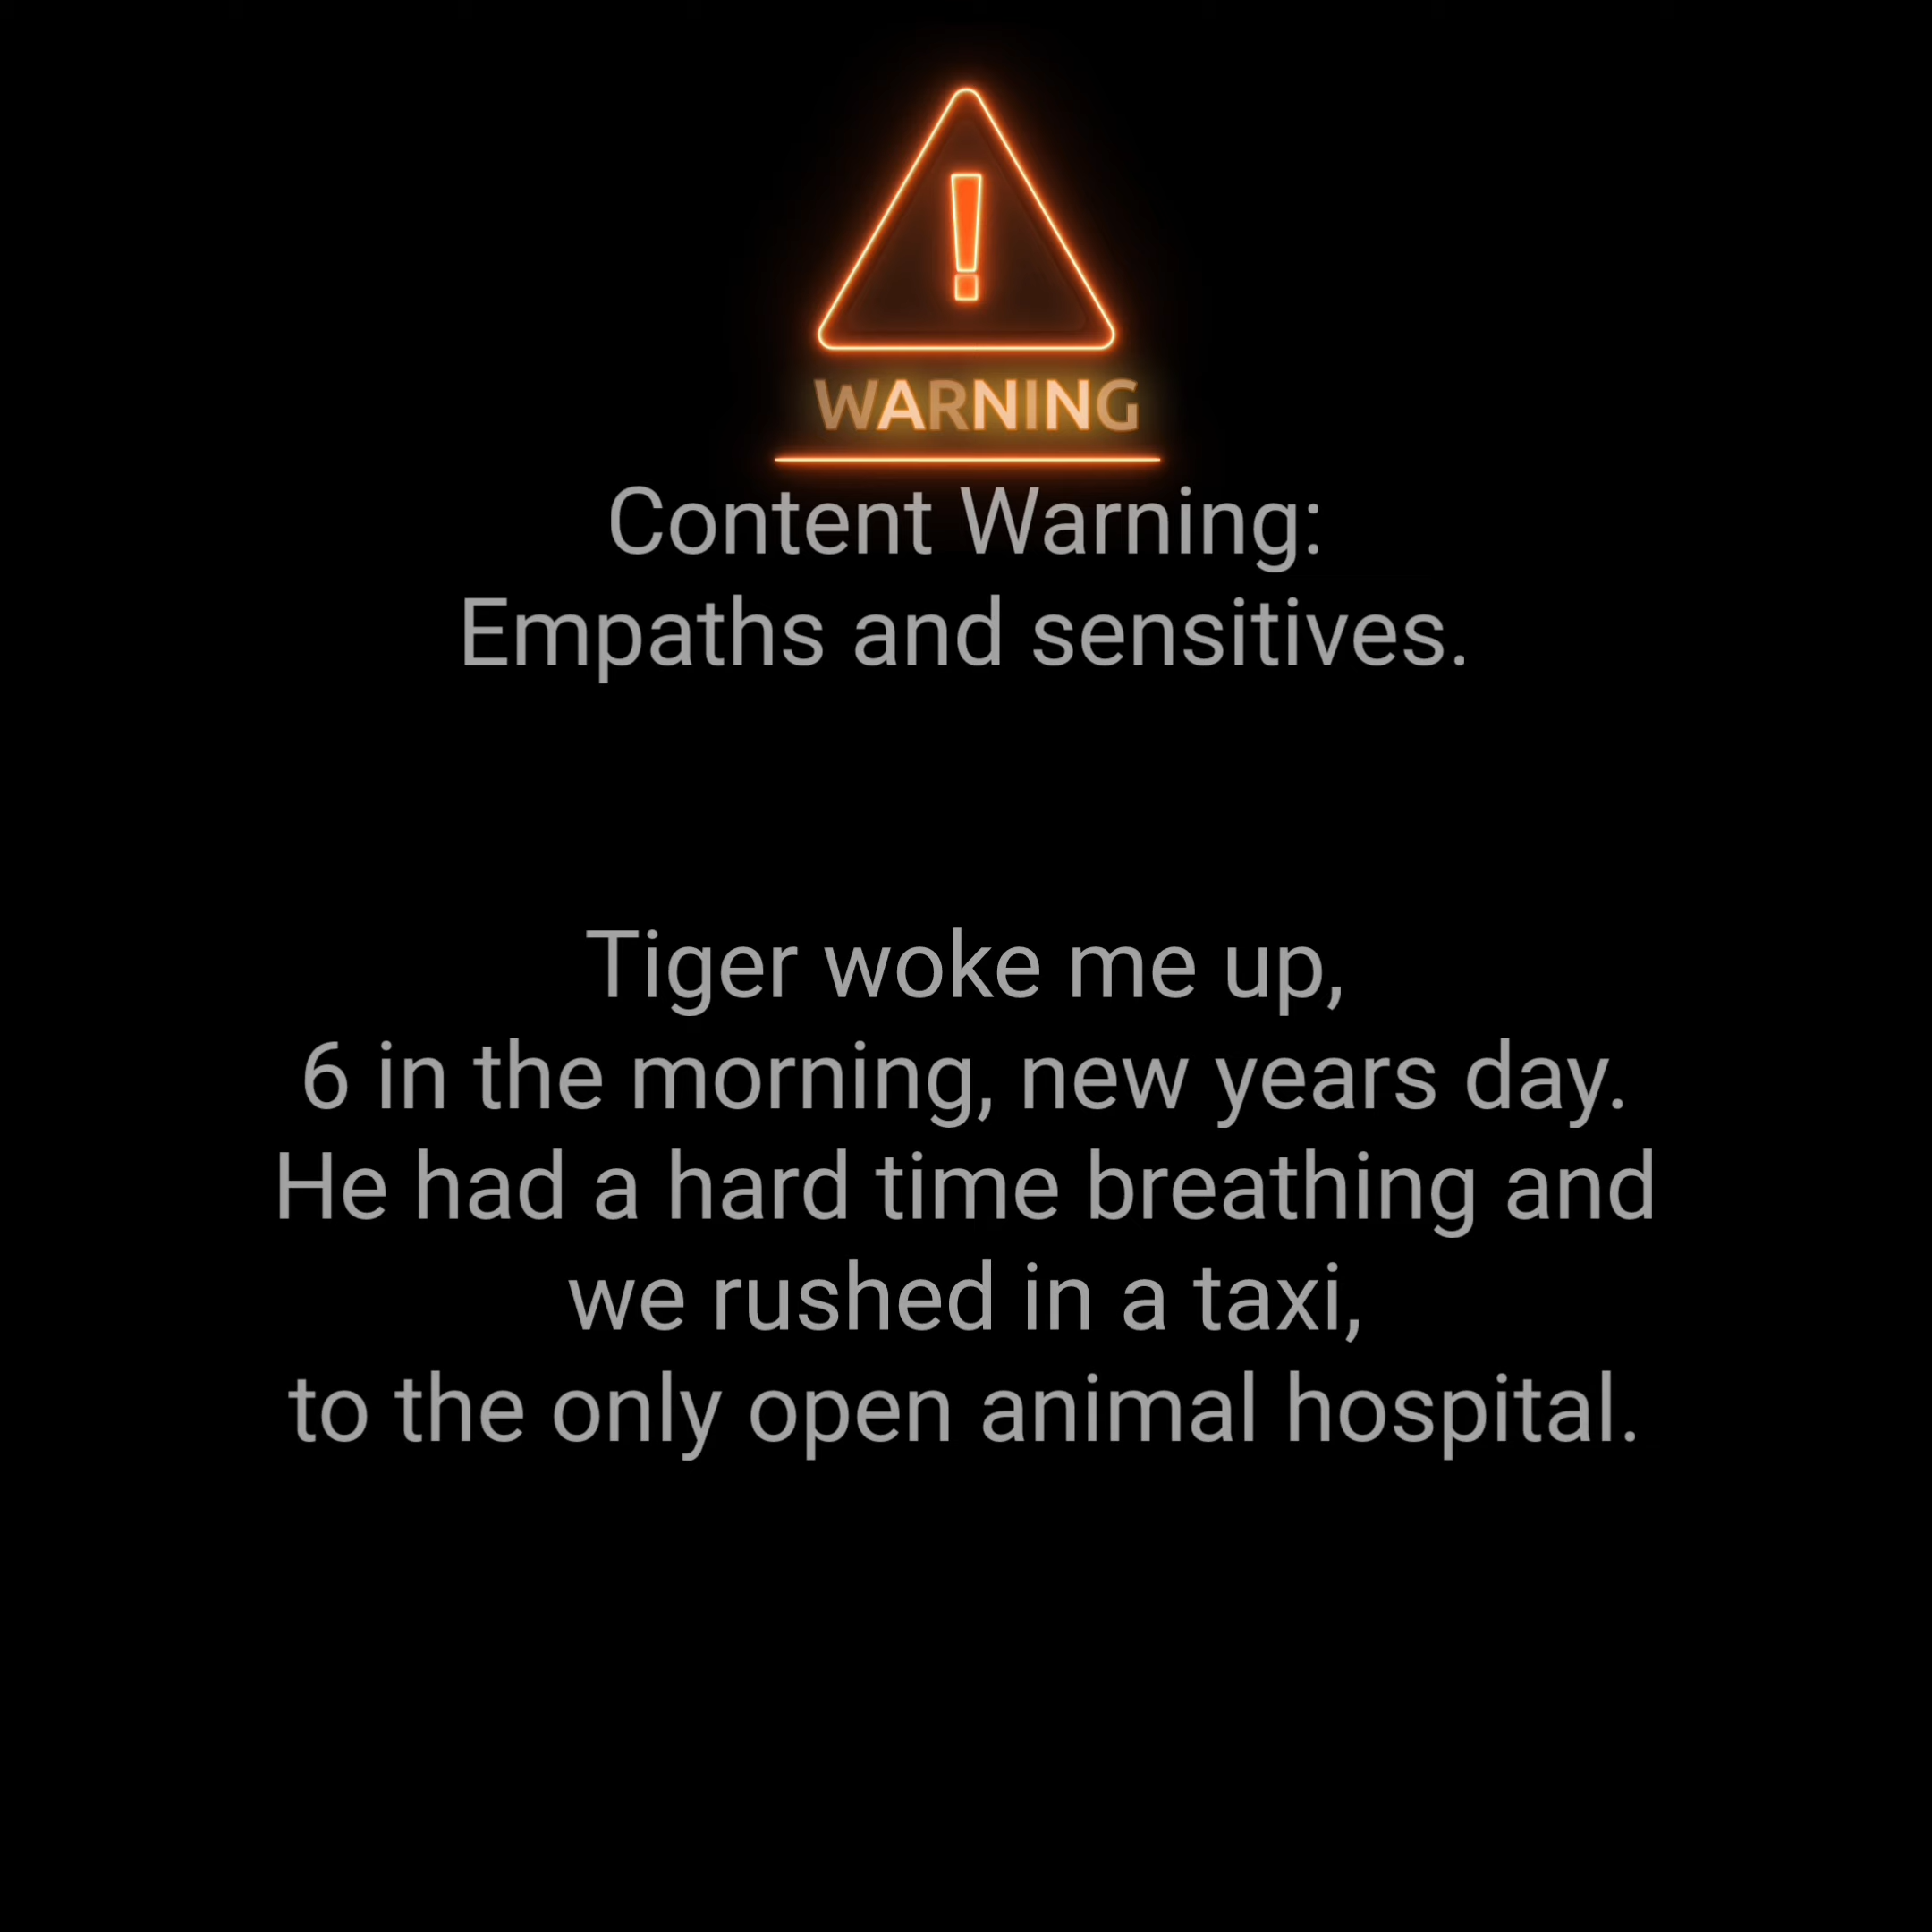 WARNING
Content Warning:
Empaths and sensitives.
Tiger woke me up,
6 in the morning, new years day.
He had a hard time breathing and
we rushed in a taxi,
to the only open animal hospital.